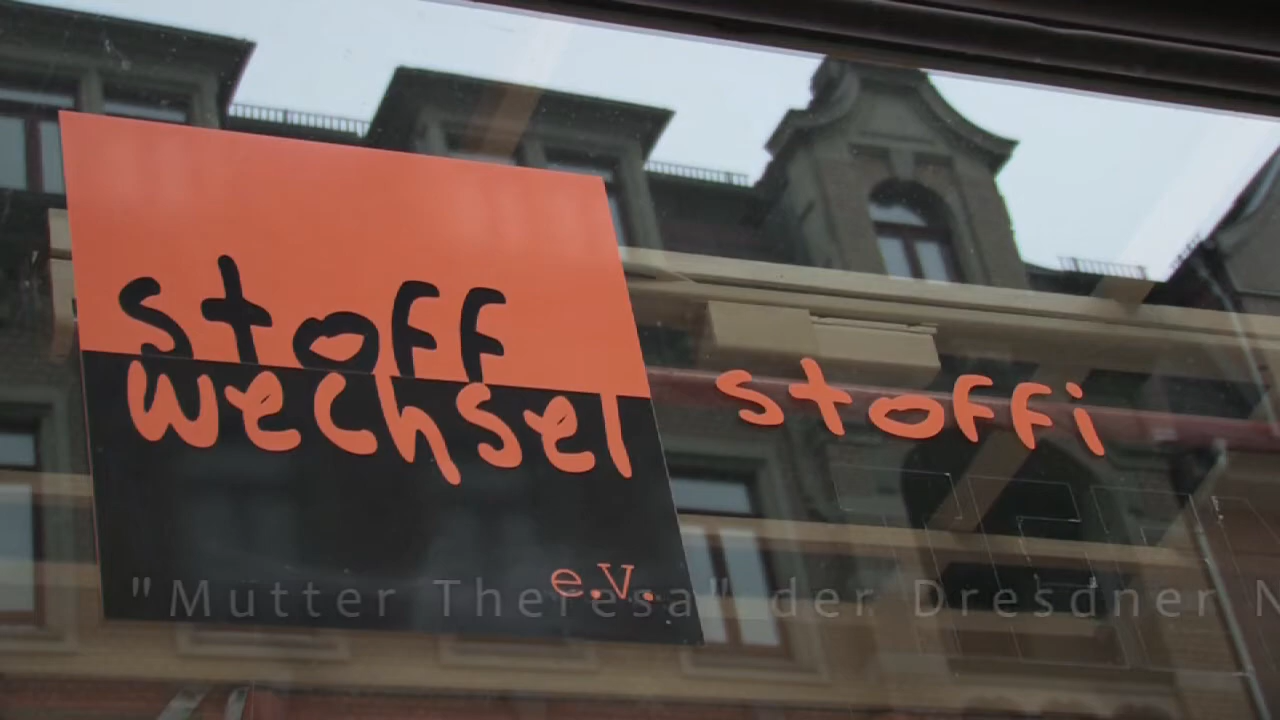 stoff
wechsel
stoffi
e.V.
"Mutter Theresa" der Dresdner N